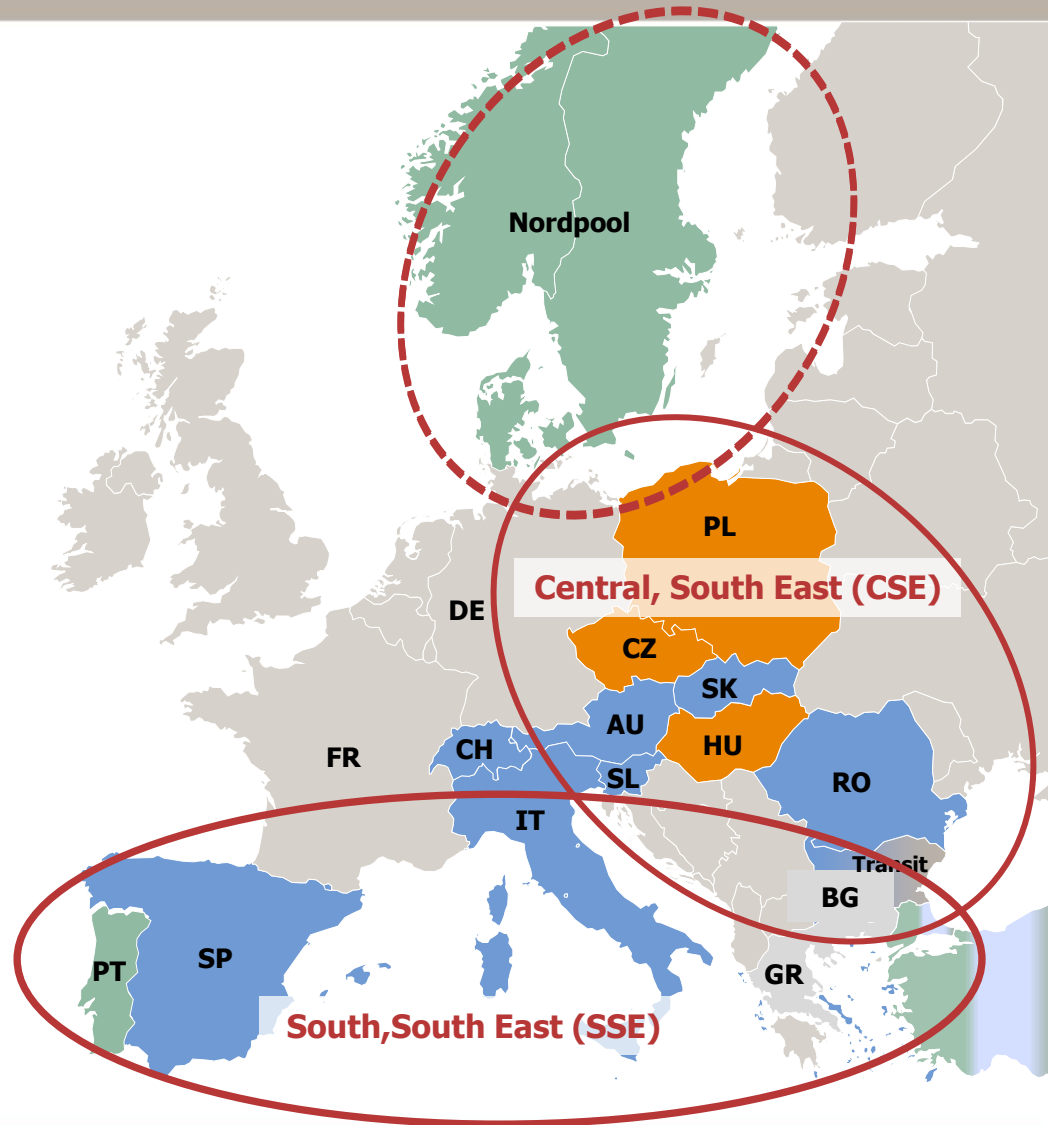 Nordpool
PL
Central, South East (CSE)
DE
CZ
SK
AU
CH
HU
FR
SL
RO
IT
Transit
BG
SP
PT
GR
South,South East (SSE)